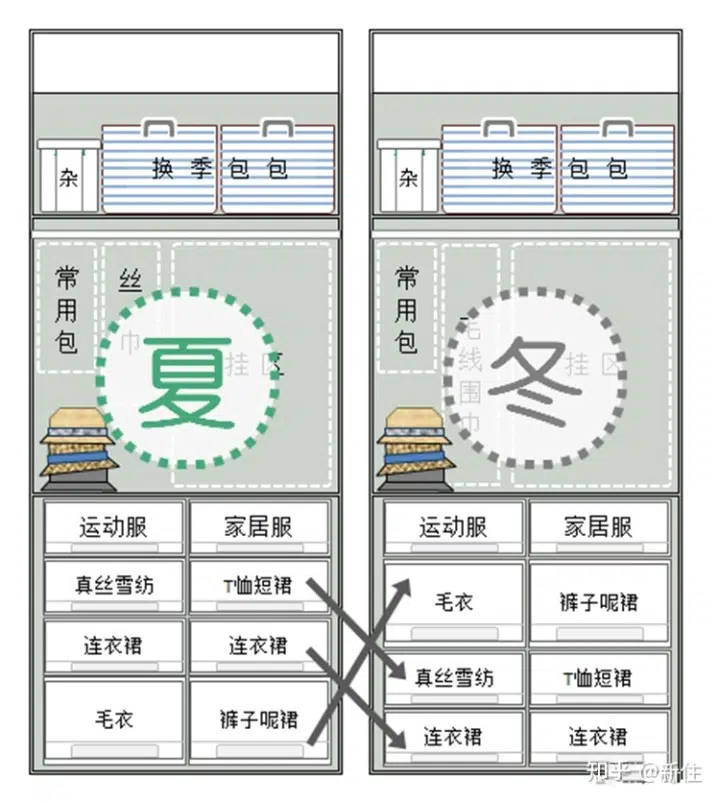 杂
换季包包
常用包
丝
巾
挂区
夏
运动服
家居服
真丝雪纺
T恤短裙
连衣裙
连衣裙
毛衣
裤子呢裙
杂
换季包包
常用包
毛线围巾
挂区
冬
运动服
家居服
毛衣
裤子呢裙
真丝雪纺
T恤短裙
连衣裙
连衣裙
知乎 @新住